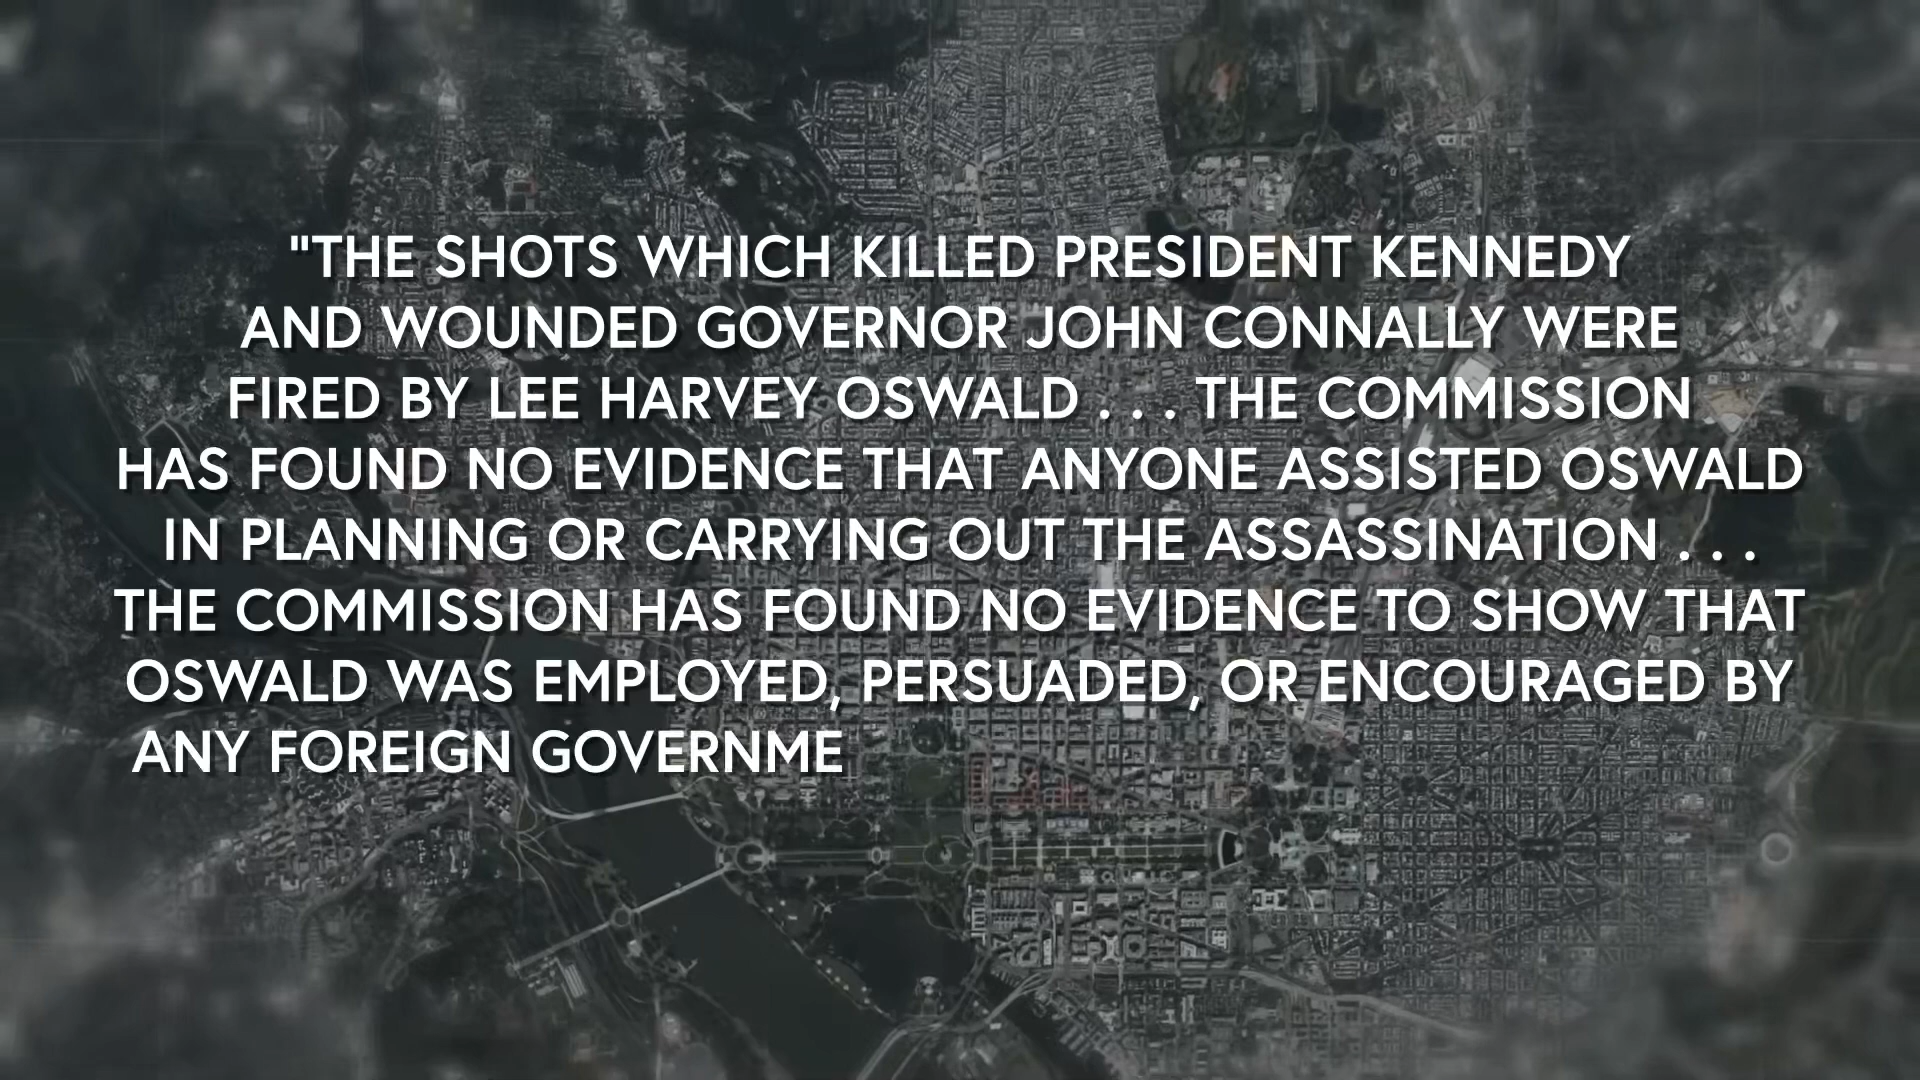 "THE SHOTS WHICH KILLED PRESIDENT KENNEDY
AND WOUNDED GOVERNOR JOHN CONNALLY WERE
FIRED BY LEE HARVEY OSWALD . . . THE COMMISSION
HAS FOUND NO EVIDENCE THAT ANYONE ASSISTED OSWALD
IN PLANNING OR CARRYING OUT THE ASSASSINATION . . .
THE COMMISSION HAS FOUND NO EVIDENCE TO SHOW THAT
OSWALD WAS EMPLOYED, PERSUADED, OR ENCOURAGED BY
ANY FOREIGN GOVERNME